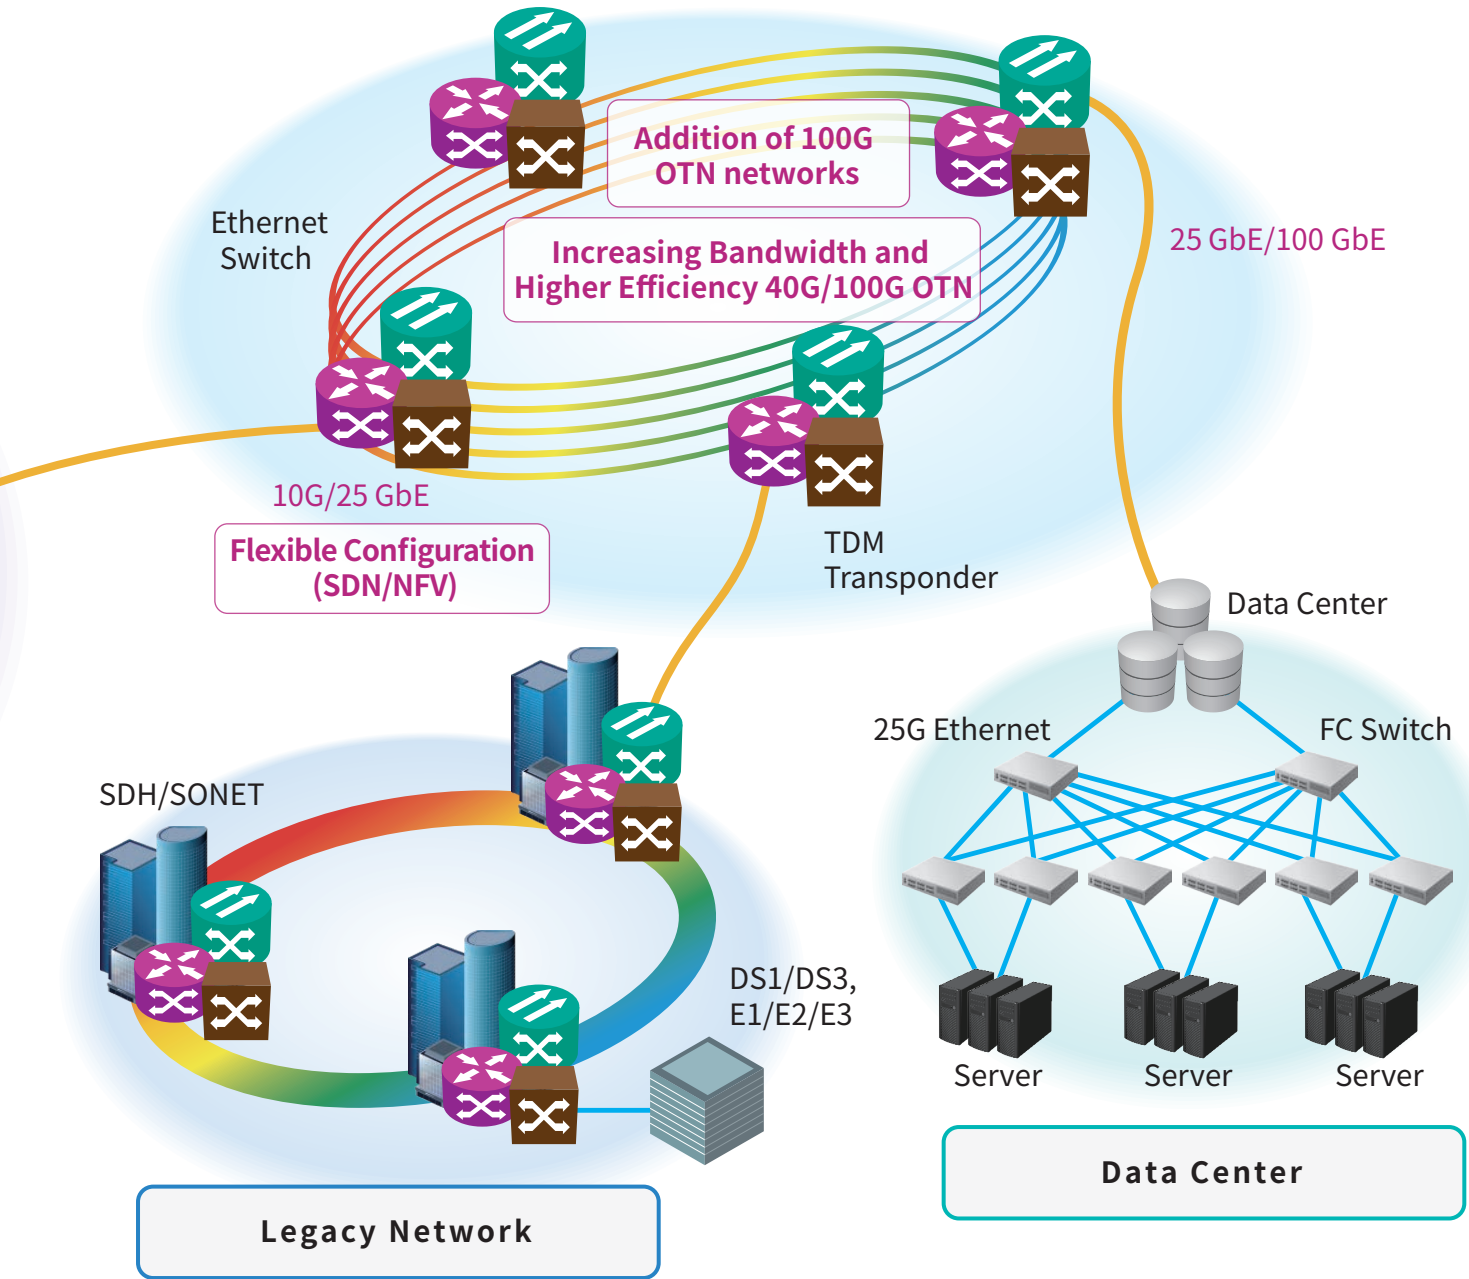 Addition of 100G
OTN networks
Ethernet
Switch
Increasing Bandwidth and
Higher Efficiency 40G/100G OTN
25 GbE/100 GbE
10G/25 GbE
Flexible Configuration
(SDN/NFV)
TDM
Transponder
Data Center
25G Ethernet
FC Switch
SDH/SONET
DS1/DS3,
E1/E2/E3
Server
Server
Server
Data Center
Legacy Network